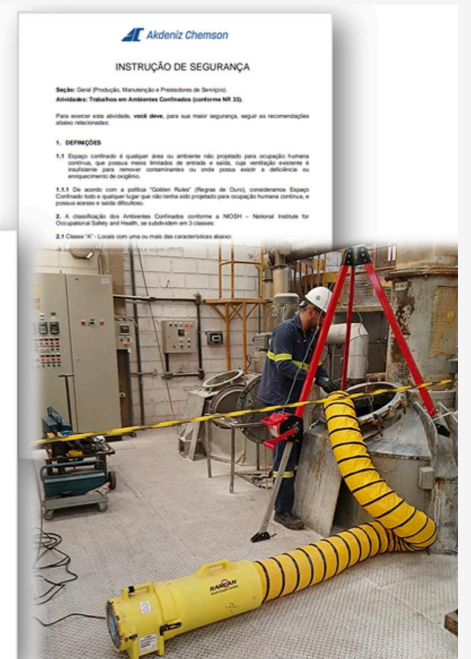 Akdeniz Chemson
INSTRUÇÃO DE SEGURANÇA
Seção: Geral (Produção, Manutenção e Prestadores de Serviços).
Atividades: Trabalhos em Ambientes Confinados (conforme NR 33).
Para exercer esta atividade, você deve, para sua maior segurança, seguir as recomendações
abaixo relacionadas:
1. DEFINIÇÕES
1.1 Espaço confinado é qualquer área ou ambiente não projetado para ocupação humana
contínua, que possua meios limitados de entrada e saída, cuja ventilação existente é
insuficiente para remover contaminantes ou onde possa existir a deficiência ou
enriquecimento de oxigênio.
1.1.1 De acordo com a política "Golden Rules" (Regras de Ouro), consideramos Espaço
Confinado todo e qualquer lugar que não tenha sido projetado para ocupação humana contínua, e
possua acesso e saída dificultoso.
2. A classificação dos Ambientes Confinados conforme a NIOSH – National Institute for
Occupational Safety and Health, se subdividem em 3 classes:
2.1 Classe "A" - Locais com uma ou mais das características abaixo:
RAMFAN